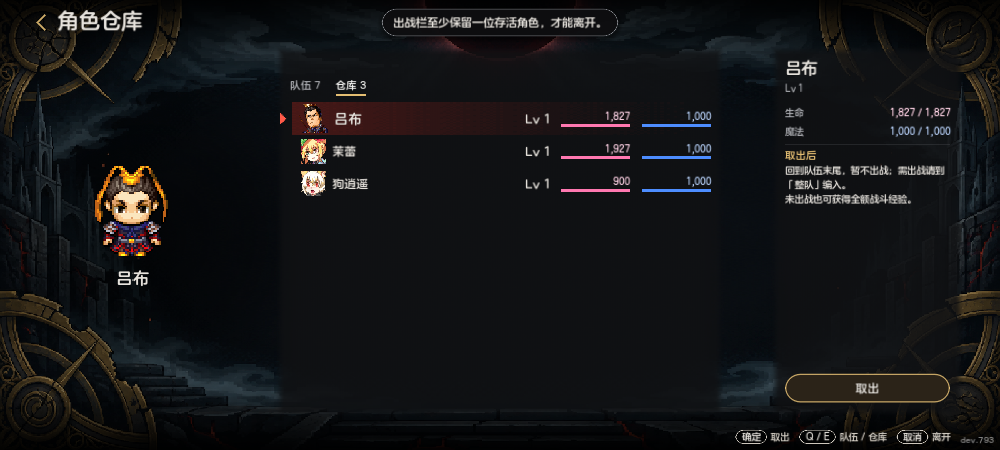 角色仓库
出战栏至少保留一位存活角色，才能离开。
队伍 7 仓库 3
吕布 Lv 1 1,827 1,000
茉蕾 Lv 1 1,927 1,000
狗逍遥 Lv 1 900 1,000
吕布
吕布
Lv 1
生命 1,827 / 1,827
魔法 1,000 / 1,000
取出后
回到队伍末尾，暂不出战；需出战请到
「整队」编入。
未出战也可获得全额战斗经验。
取出
确定 取出 Q / E 队伍 / 仓库 取消 离开
dev.793